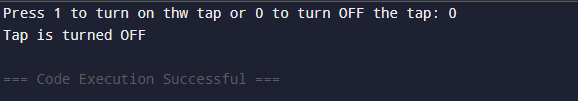 Press 1 to turn on thw tap or 0 to turn OFF the tap: 0
Tap is turned OFF
=== Code Execution Successful ===